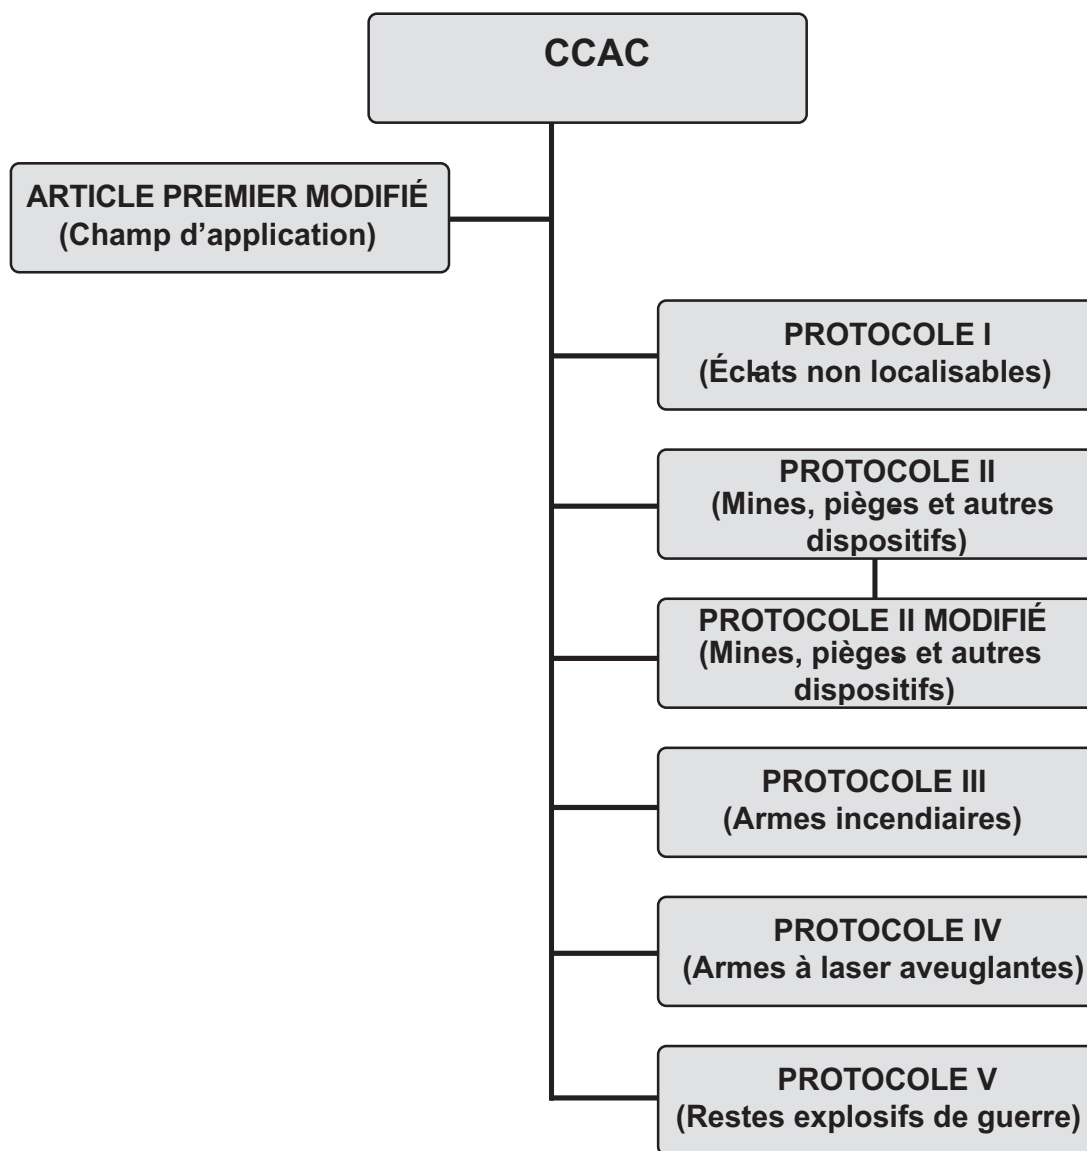 CCAC
ARTICLE PREMIER MODIFIÉ
(Champ d’application)
PROTOCOLE I
(Éclats non localisables)
PROTOCOLE II
(Mines, pièges et autres
dispositifs)
PROTOCOLE II MODIFIÉ
(Mines, pièges et autres
dispositifs)
PROTOCOLE III
(Armes incendiaires)
PROTOCOLE IV
(Armes à laser aveuglantes)
PROTOCOLE V
(Restes explosifs de guerre)